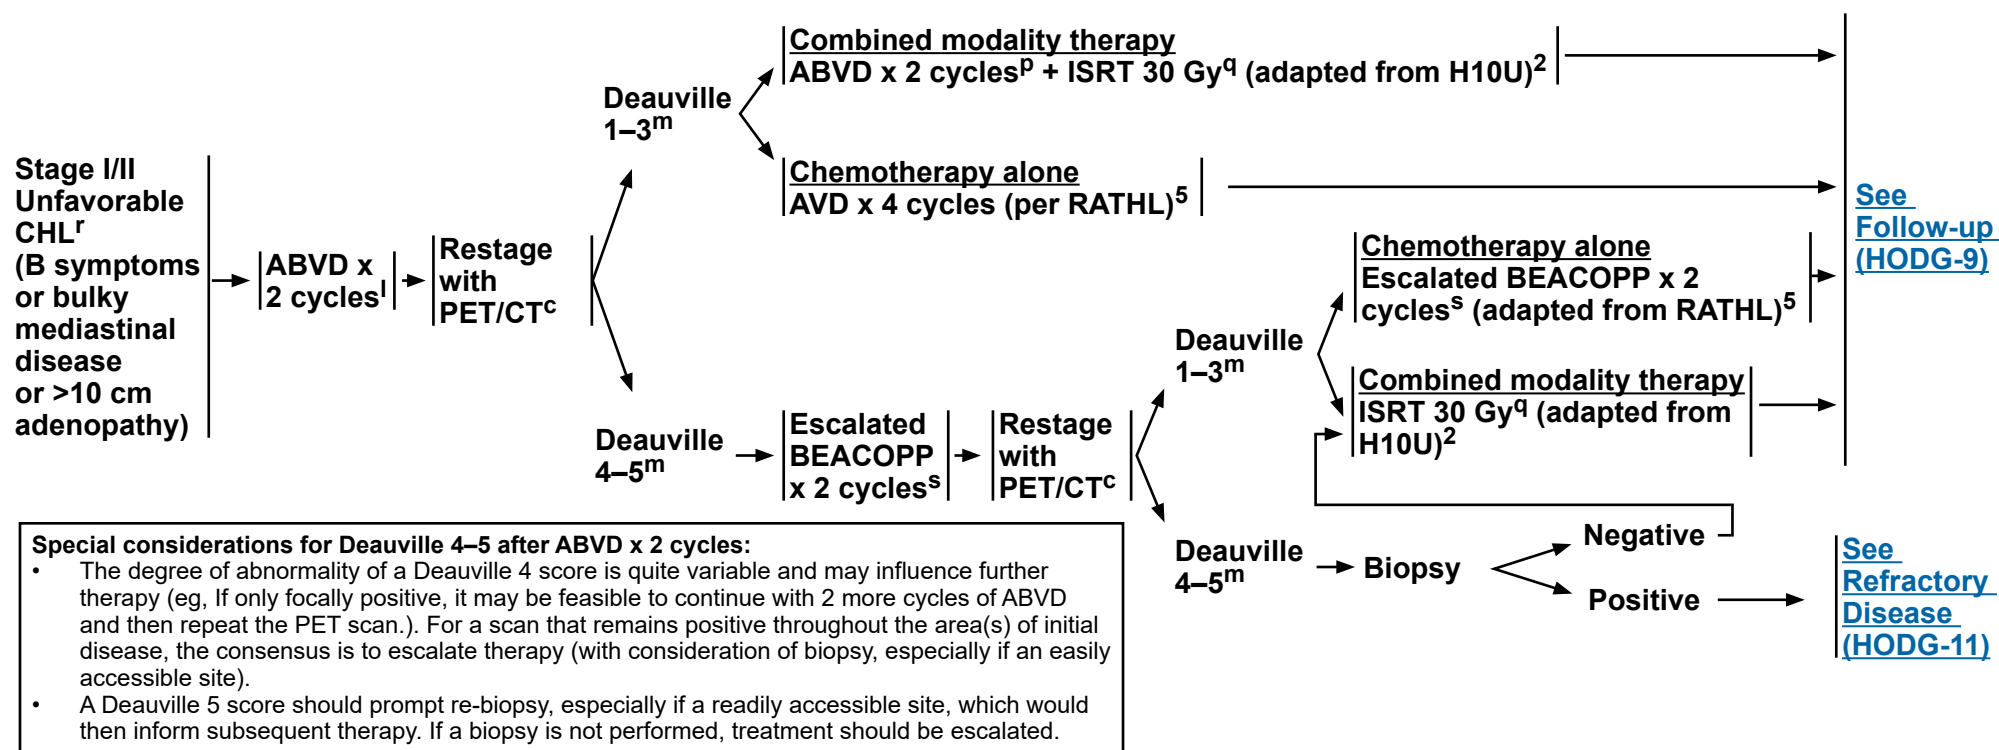 Stage I/II
Unfavorable
CHLr
(B symptoms
or bulky
mediastinal
disease
or >10 cm
adenopathy)
ABVD x
2 cyclesl
Restage
with
PET/CTc
Deauville
1–3m
Combined modality therapy
ABVD x 2 cyclesp + ISRT 30 Gyq (adapted from H10U)2
Chemotherapy alone
AVD x 4 cycles (per RATHL)5
Deauville
4–5m
Escalated
BEACOPP
x 2 cycless
Restage
with
PET/CTc
Deauville
1–3m
Chemotherapy alone
Escalated BEACOPP x 2
cycless (adapted from RATHL)5
Combined modality therapy
ISRT 30 Gyq (adapted from
H10U)2
Deauville
4–5m
Biopsy
Negative
Positive
See
Follow-up
(HODG-9)
See
Refractory
Disease
(HODG-11)
Special considerations for Deauville 4–5 after ABVD x 2 cycles:
• The degree of abnormality of a Deauville 4 score is quite variable and may influence further
therapy (eg, If only focally positive, it may be feasible to continue with 2 more cycles of ABVD
and then repeat the PET scan.). For a scan that remains positive throughout the area(s) of initial
disease, the consensus is to escalate therapy (with consideration of biopsy, especially if an easily
accessible site).
• A Deauville 5 score should prompt re-biopsy, especially if a readily accessible site, which would
then inform subsequent therapy. If a biopsy is not performed, treatment should be escalated.